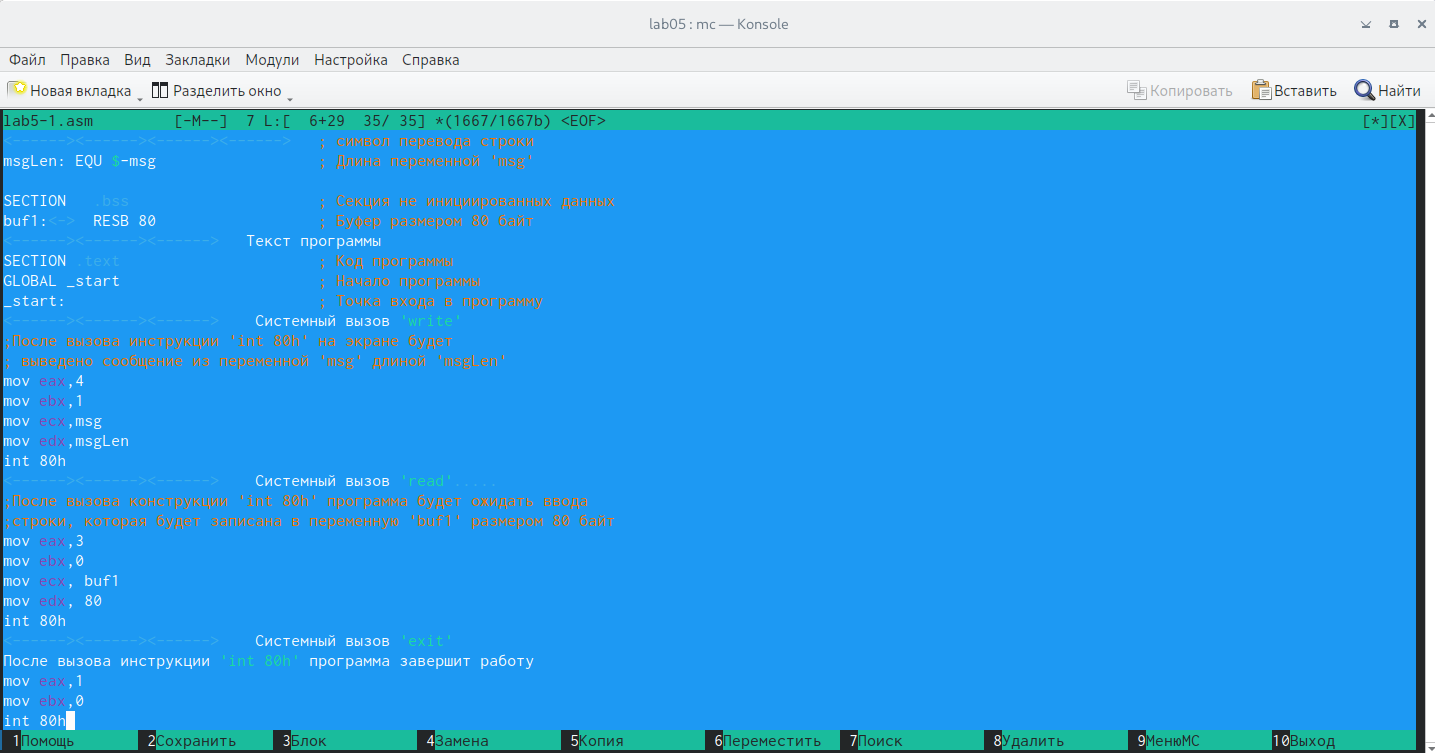 lab05 : mc — Konsole
Файл Правка Вид Закладки Модули Настройка Справка
Новая вкладка Разделить окно Копировать Вставить Найти
lab5-1.asm [-M--] 7 L:[ 6+29 35/ 35] *(1667/1667b) <EOF> [*][X]
<------><------><------><------> ; символ перевода строки
msgLen: EQU $-msg ; Длина переменной 'msg'
SECTION .bss ; Секция не инициированных данных
buf1:<-> RESB 80 ; Буфер размером 80 байт
<------><------><------> Текст программы
SECTION .text ; Код программы
GLOBAL _start ; Начало программы
_start: ; Точка входа в программу
<------><------><------> Системный вызов 'write'
;После вызова инструкции 'int 80h' на экране будет
; выведено сообщение из переменной 'msg' длиной 'msgLen'
mov eax,4
mov ebx,1
mov ecx,msg
mov edx,msgLen
int 80h
<------><------><------> Системный вызов 'read'.....
;После вызова конструкции 'int 80h' программа будет ожидать ввода
;строки, которая будет записана в переменную 'buf1' размером 80 байт
mov eax,3
mov ebx,0
mov ecx, buf1
mov edx, 80
int 80h
<------><------><------> Системный вызов 'exit'
После вызова инструкции 'int 80h' программа завершит работу
mov eax,1
mov ebx,0
int 80h
1Помощь 2Сохранить 3Блок 4Замена 5Копия 6Переместить 7Поиск 8Удалить 9МенюMC 10Выход